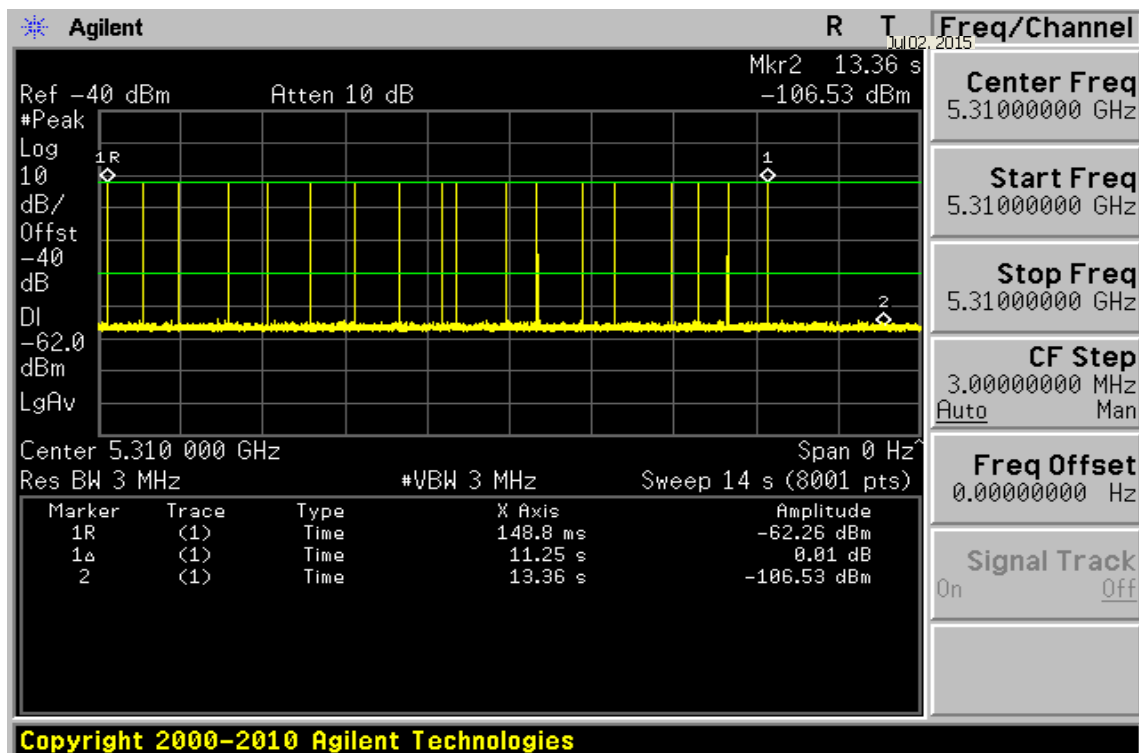 Agilent R T Freq/Channel
Jul 02, 2015
Mkr2 13.36 s
Ref -40 dBm Atten 10 dB -106.53 dBm
#Peak
Log
10
dB/
Offst
-40
dB
DI
-62.0
dBm
LgAv
1R
1
2
Center 5.310 000 GHz Span 0 Hz^
Res BW 3 MHz #VBW 3 MHz Sweep 14 s (8001 pts)
Marker Trace Type X Axis Amplitude
1R (1) Time 148.8 ms -62.26 dBm
1Δ (1) Time 11.25 s 0.01 dB
2 (1) Time 13.36 s -106.53 dBm
Center Freq
5.31000000 GHz
Start Freq
5.31000000 GHz
Stop Freq
5.31000000 GHz
CF Step
3.00000000 MHz
Auto Man
Freq Offset
0.00000000 Hz
Signal Track
On Off
Copyright 2000-2010 Agilent Technologies